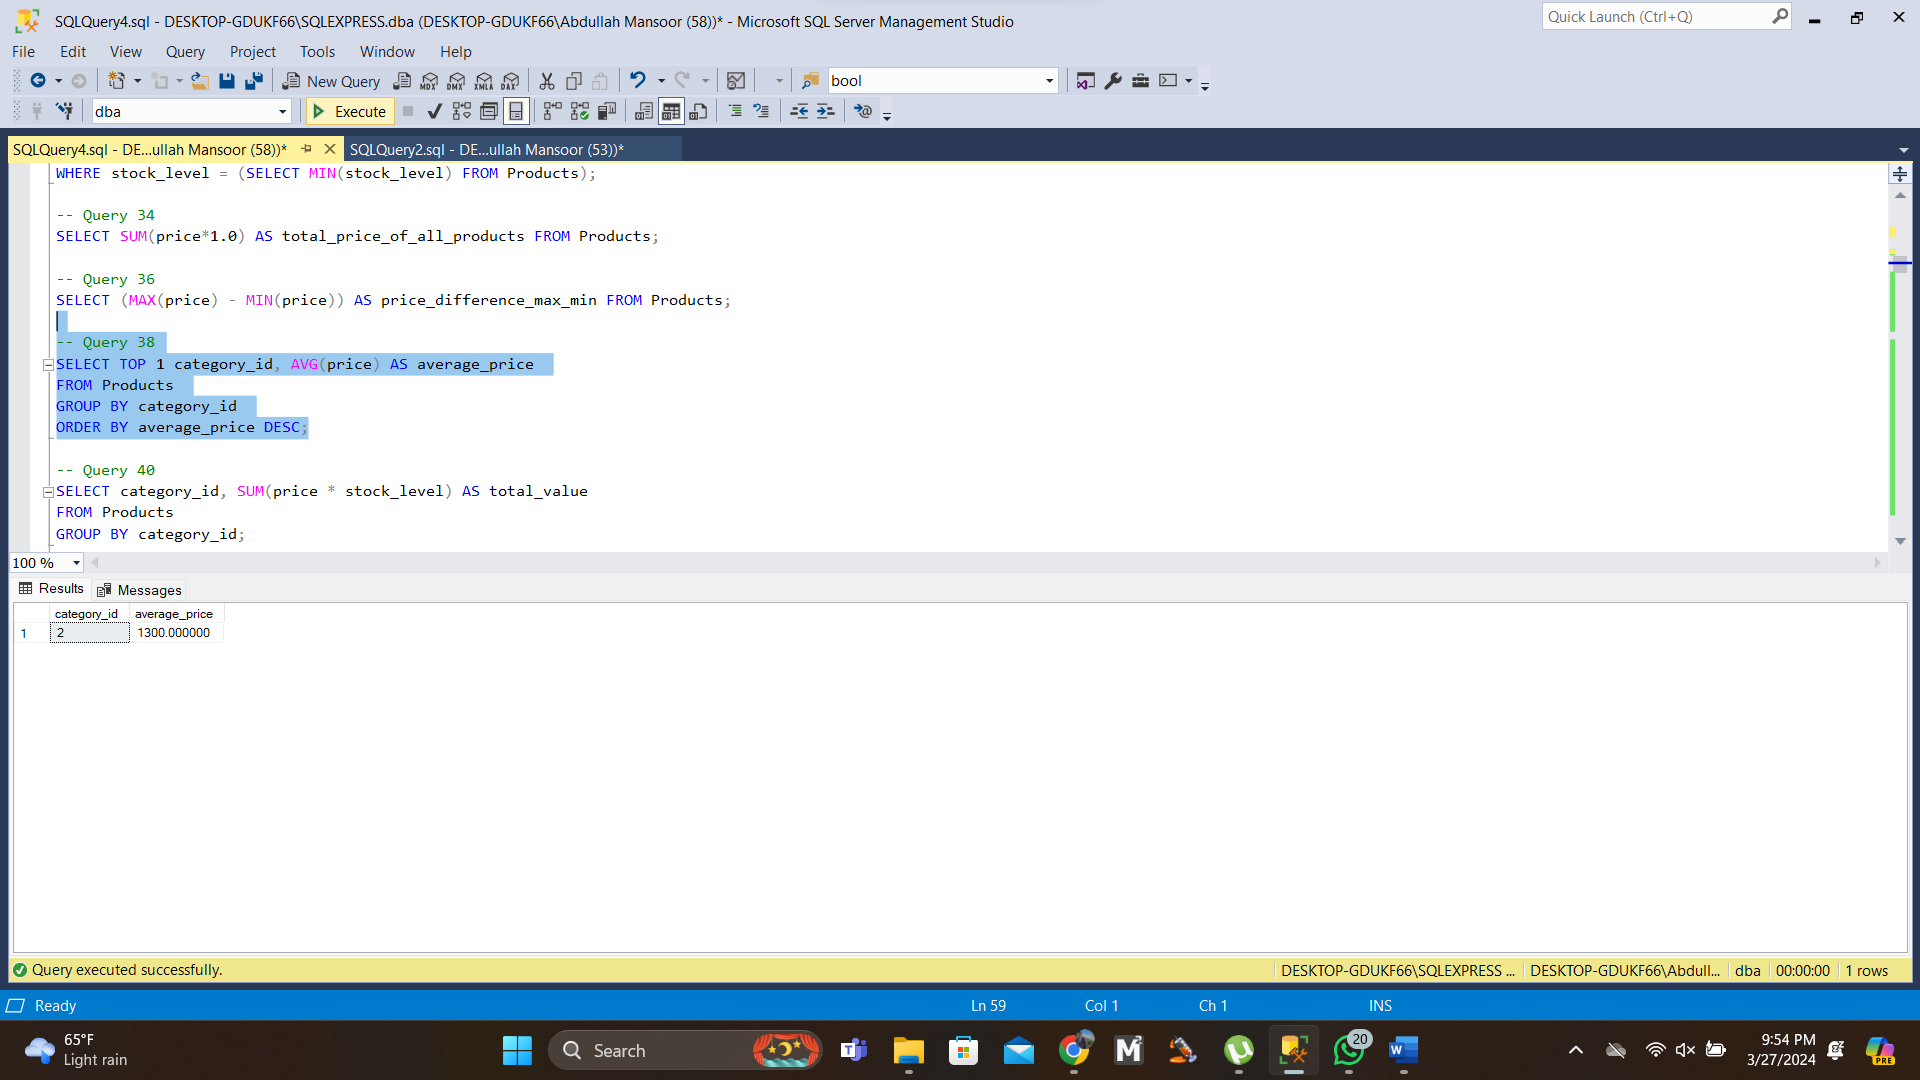 SQLQuery4.sql - DESKTOP-GDUKF66\SQLEXPRESS.dba (DESKTOP-GDUKF66\Abdullah Mansoor (58))* - Microsoft SQL Server Management Studio
Quick Launch (Ctrl+Q)
File Edit View Query Project Tools Window Help
New Query
MDX DMX XMLA DAX
bool
dba
Execute
SQLQuery4.sql - DE...ullah Mansoor (58))*
SQLQuery2.sql - DE...ullah Mansoor (53))*
WHERE stock_level = (SELECT MIN(stock_level) FROM Products);
-- Query 34
SELECT SUM(price*1.0) AS total_price_of_all_products FROM Products;
-- Query 36
SELECT (MAX(price) - MIN(price)) AS price_difference_max_min FROM Products;
-- Query 38
SELECT TOP 1 category_id, AVG(price) AS average_price
FROM Products
GROUP BY category_id
ORDER BY average_price DESC;
-- Query 40
SELECT category_id, SUM(price * stock_level) AS total_value
FROM Products
GROUP BY category_id;
100 %
Results Messages
category_id average_price
1 2 1300.000000
Query executed successfully.
DESKTOP-GDUKF66\SQLEXPRESS ... DESKTOP-GDUKF66\Abdull... dba 00:00:00 1 rows
Ready Ln 59 Col 1 Ch 1 INS
65°F
Light rain
Search
20
9:54 PM
3/27/2024
PRE